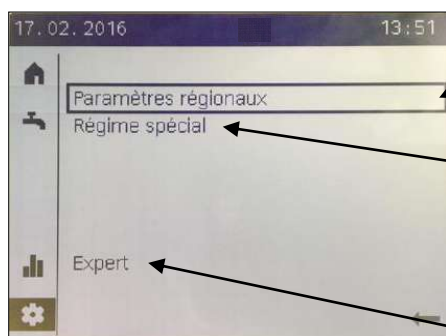 17. 02. 2016 13:51
Paramètres régionaux
Régime spécial
Expert